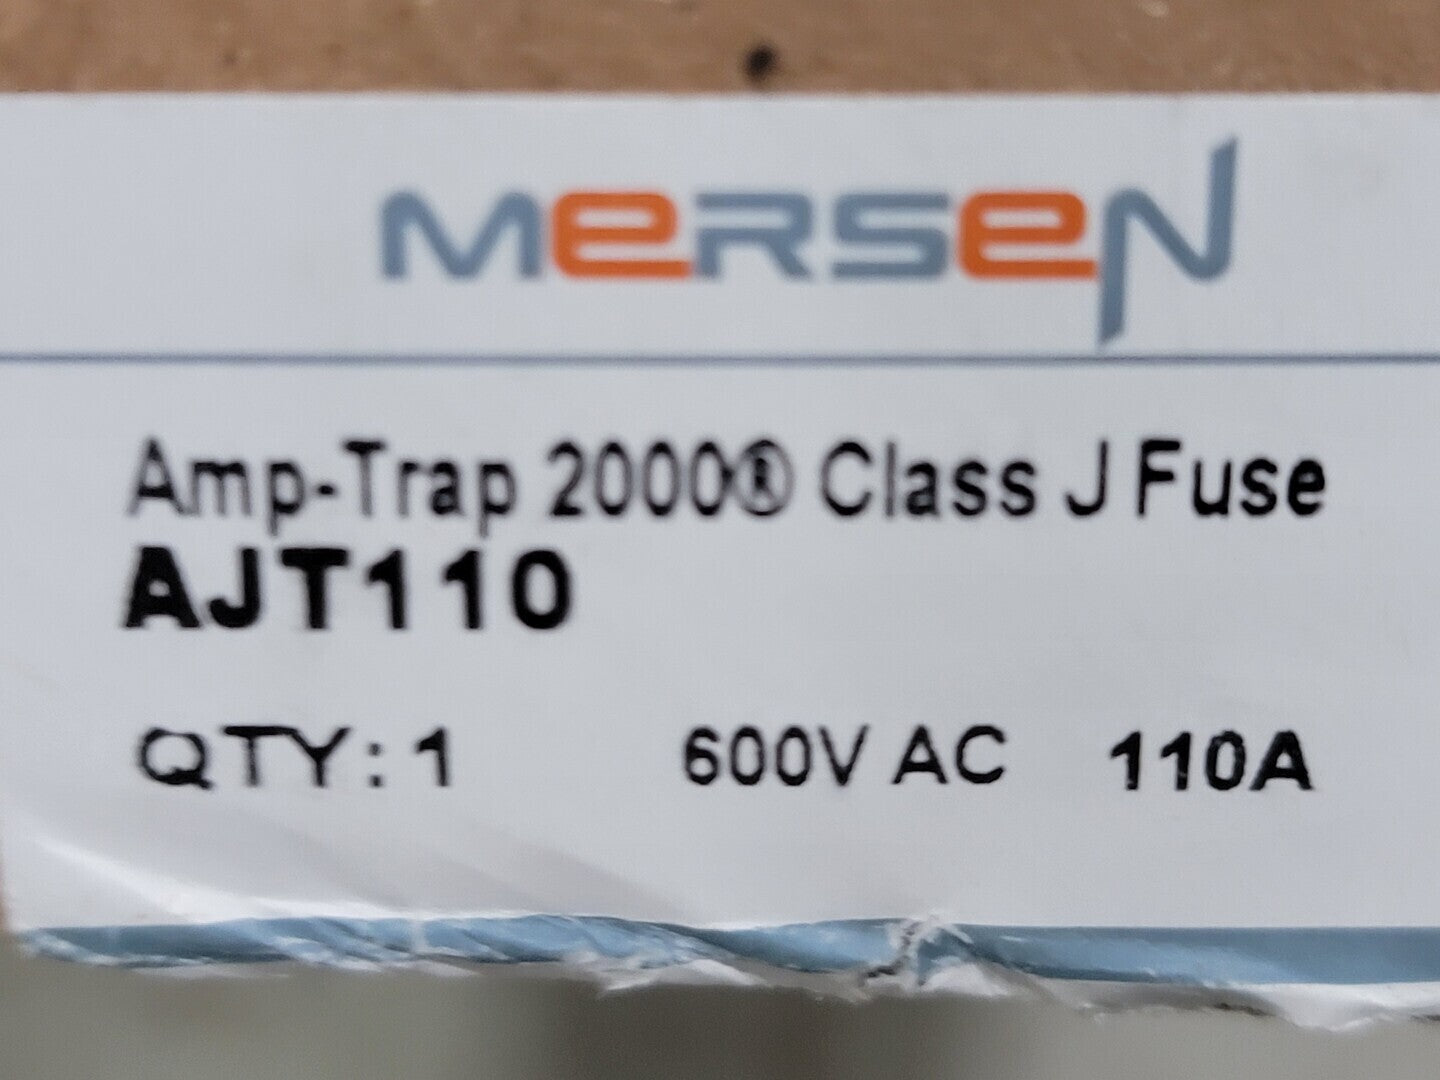 MERSEN
Amp-Trap 2000® Class J Fuse
AJT110
QTY: 1 600V AC 110A